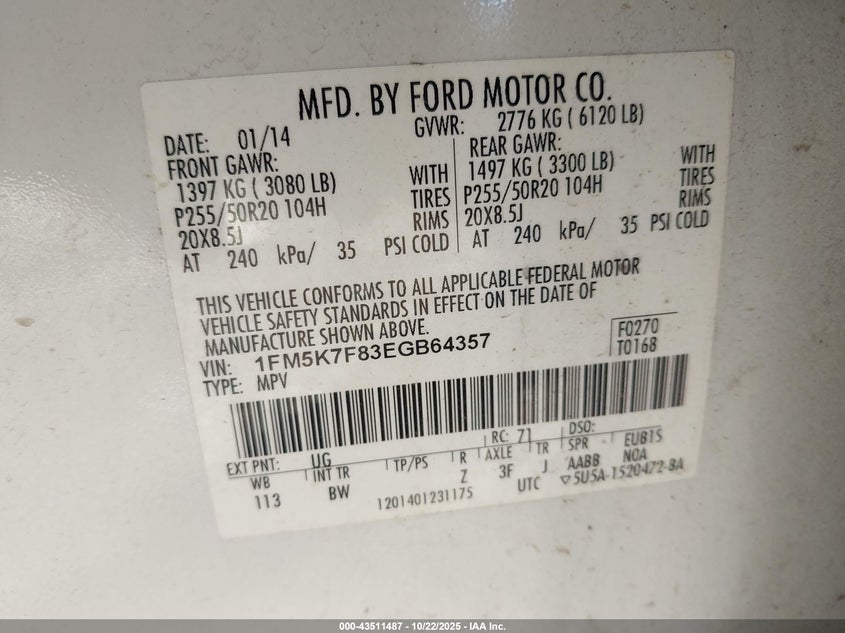 MFD. BY FORD MOTOR CO.
DATE: 01/14 GVWR: 2776 KG ( 6120 LB)
FRONT GAWR: REAR GAWR:
1397 KG ( 3080 LB) WITH 1497 KG ( 3300 LB) WITH
P255/50R20 104H TIRES P255/50R20 104H TIRES
20X8.5J RIMS 20X8.5J RIMS
AT 240 kPa/ 35 PSI COLD AT 240 kPa/ 35 PSI COLD
THIS VEHICLE CONFORMS TO ALL APPLICABLE FEDERAL MOTOR
VEHICLE SAFETY STANDARDS IN EFFECT ON THE DATE OF
MANUFACTURE SHOWN ABOVE.
VIN: 1FM5K7F83EGB64357 F0270
TYPE: MPV T0168
EXT PNT: UG RC: 71 DSO:
WB INT TR TP/PS R AXLE TR SPR EUB1S
113 BW Z 3F J AABB NOA
1201401231175 UTC ▽5U5A-1520472-BA
000-43511487 - 10/22/2025 - IAA Inc.